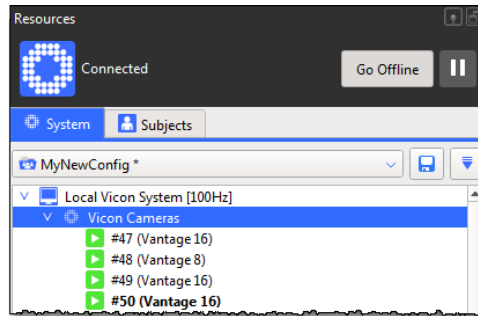 Resources
Connected
Go Offline
System
Subjects
MyNewConfig *
Local Vicon System [100Hz]
Vicon Cameras
#47 (Vantage 16)
#48 (Vantage 8)
#49 (Vantage 16)
#50 (Vantage 16)